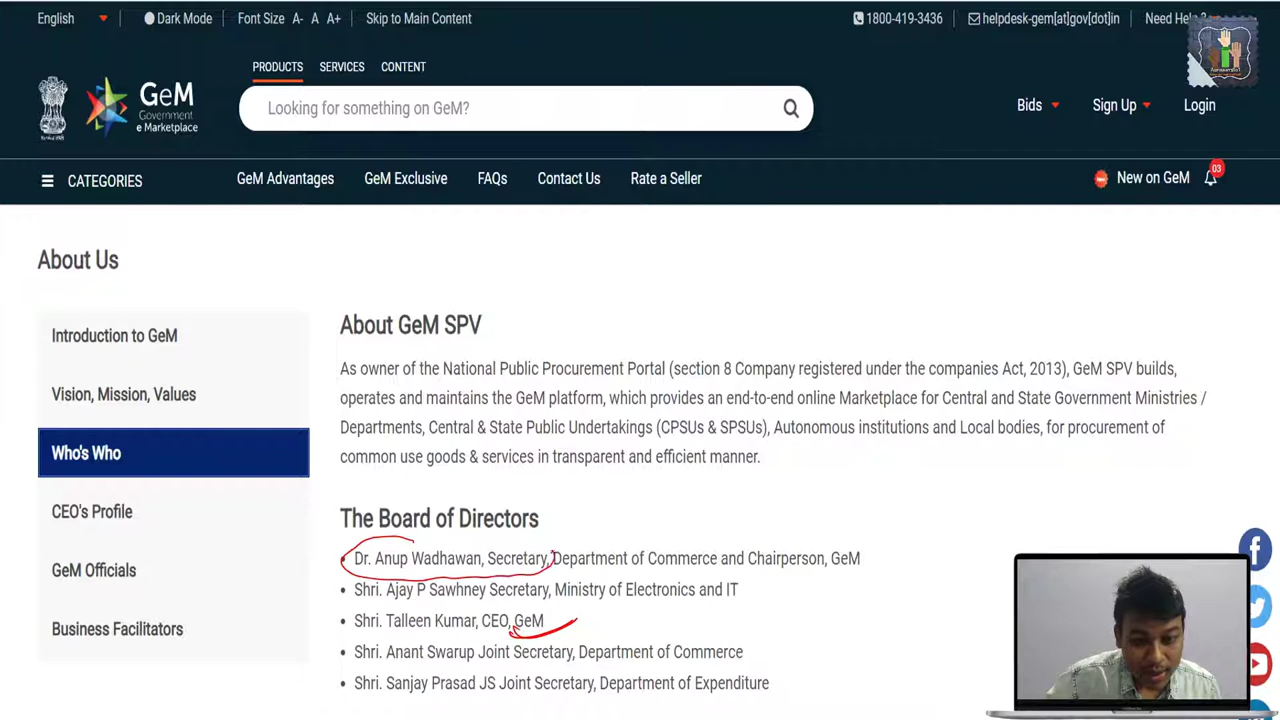 English
Dark Mode
Font Size A- A A+
Skip to Main Content
1800-419-3436
helpdesk-gem[at]gov[dot]in
Need Help?
PRODUCTS SERVICES CONTENT
GeM
Government
e Marketplace
Looking for something on GeM?
Bids
Sign Up
Login
CATEGORIES
GeM Advantages
GeM Exclusive
FAQs
Contact Us
Rate a Seller
New on GeM
03
About Us
Introduction to GeM
Vision, Mission, Values
Who's Who
CEO's Profile
GeM Officials
Business Facilitators
About GeM SPV
As owner of the National Public Procurement Portal (section 8 Company registered under the companies Act, 2013), GeM SPV builds,
operates and maintains the GeM platform, which provides an end-to-end online Marketplace for Central and State Government Ministries /
Departments, Central & State Public Undertakings (CPSUs & SPSUs), Autonomous institutions and Local bodies, for procurement of
common use goods & services in transparent and efficient manner.
The Board of Directors
• Dr. Anup Wadhawan, Secretary, Department of Commerce and Chairperson, GeM
• Shri. Ajay P Sawhney Secretary, Ministry of Electronics and IT
• Shri. Talleen Kumar, CEO, GeM
• Shri. Anant Swarup Joint Secretary, Department of Commerce
• Shri. Sanjay Prasad JS Joint Secretary, Department of Expenditure